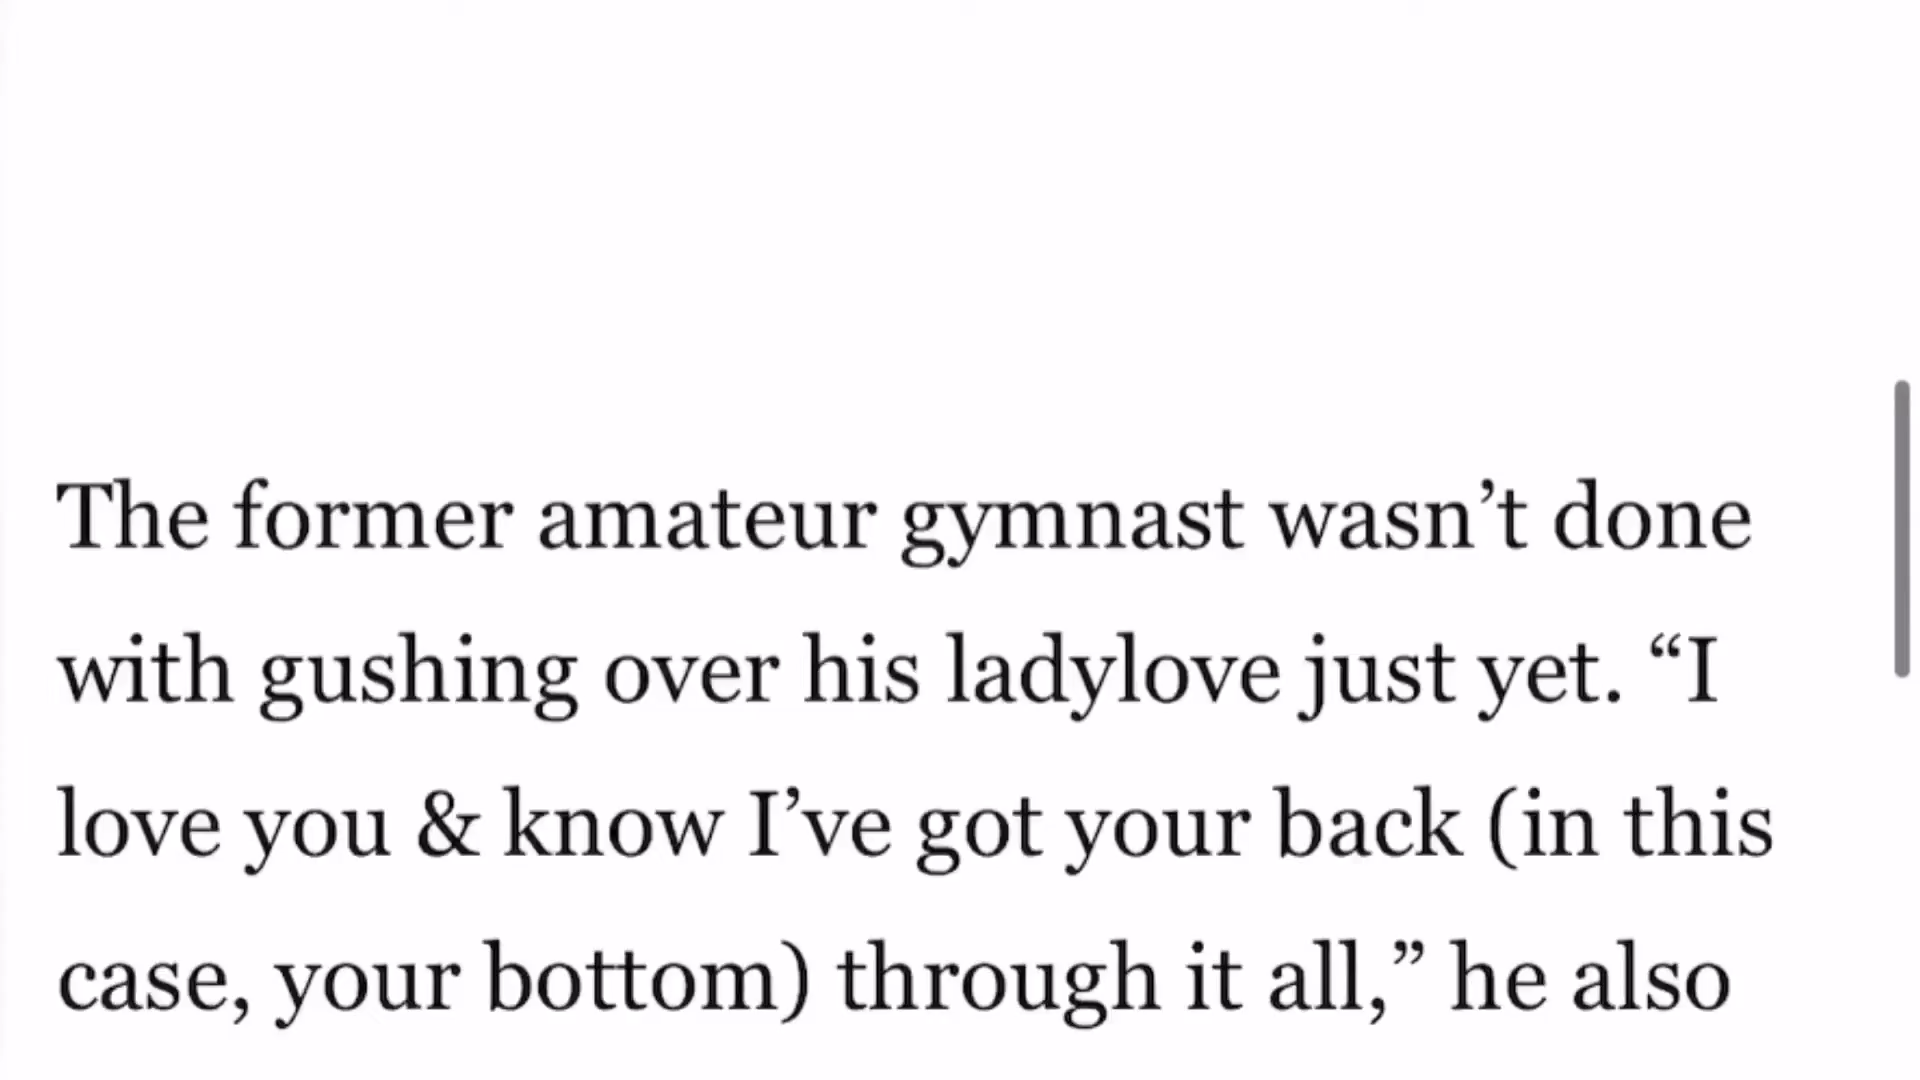 The former amateur gymnast wasn’t done
with gushing over his ladylove just yet. “I
love you & know I’ve got your back (in this
case, your bottom) through it all,” he also